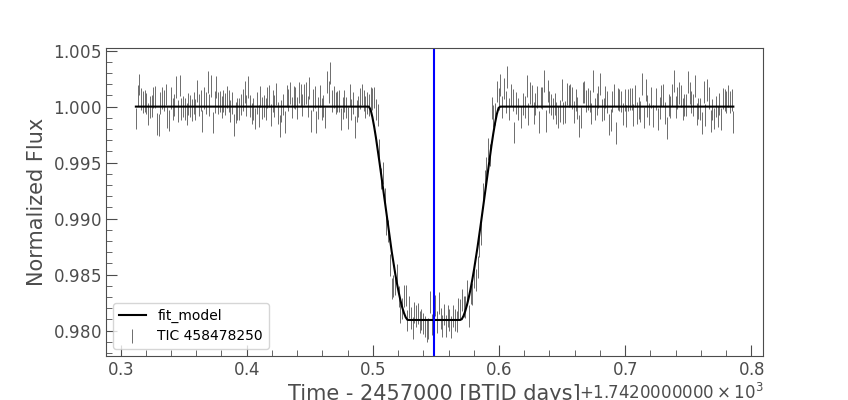 1.005
1.000
0.995
0.990
0.985
0.980
Normalized Flux
fit_model
TIC 458478250
0.3 0.4 0.5 0.6 0.7 0.8
Time - 2457000 [BTJD days]
+1.7420000000 × 10³